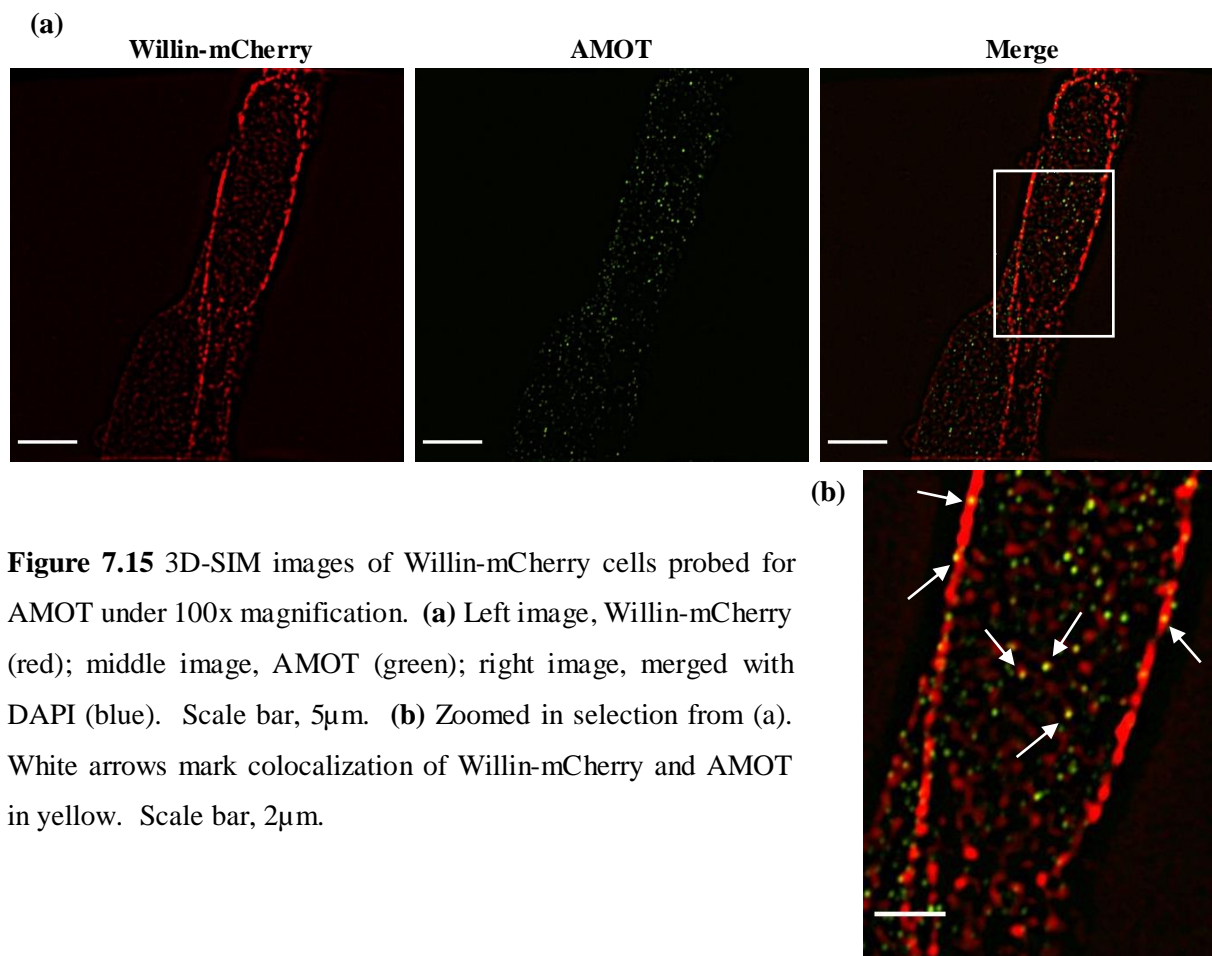 (a)
Willin-mCherry AMOT Merge
(b)
Figure 7.15 3D-SIM images of Willin-mCherry cells probed for
AMOT under 100x magnification. (a) Left image, Willin-mCherry
(red); middle image, AMOT (green); right image, merged with
DAPI (blue). Scale bar, 5µm. (b) Zoomed in selection from (a).
White arrows mark colocalization of Willin-mCherry and AMOT
in yellow. Scale bar, 2µm.